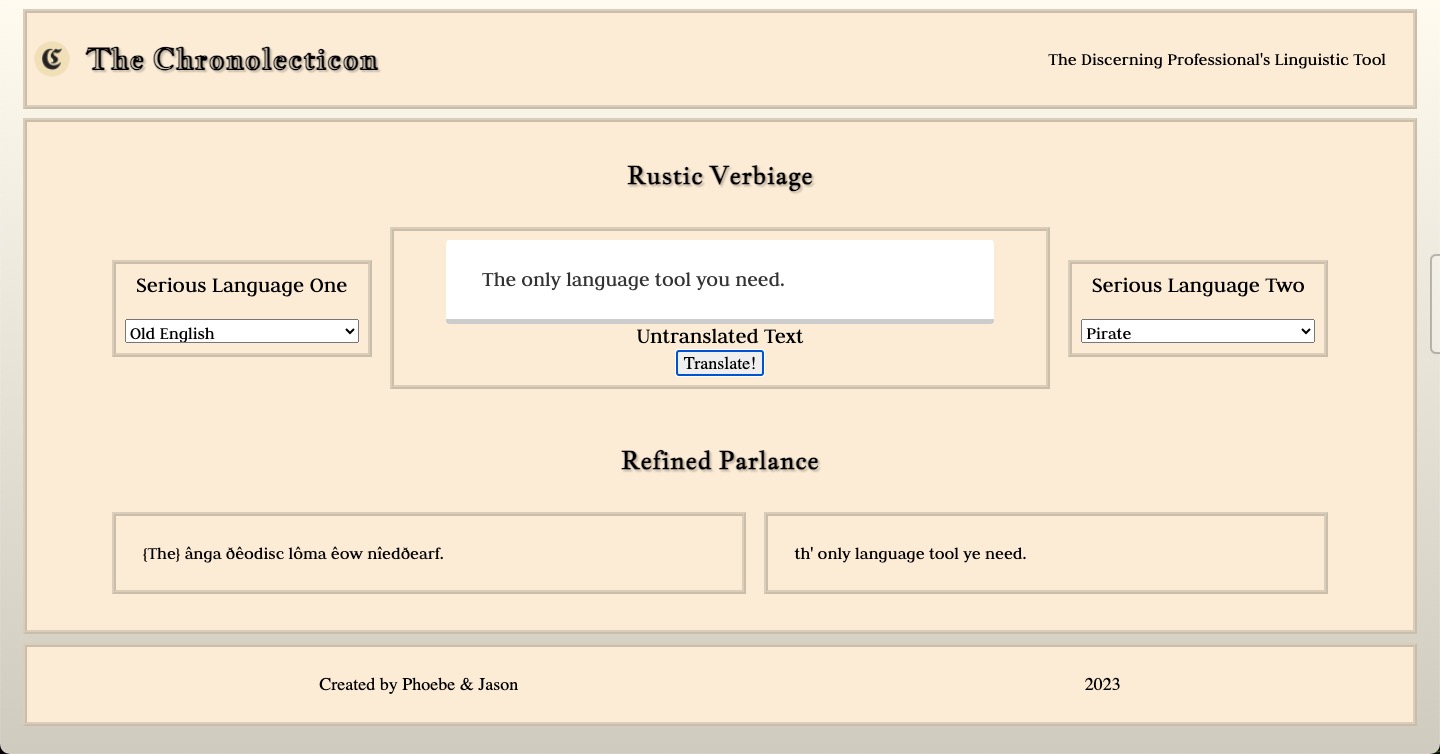 C The Chronolecticon
The Discerning Professional's Linguistic Tool
Rustic Verbiage
Serious Language One
Old English
The only language tool you need.
Untranslated Text
Translate!
Serious Language Two
Pirate
Refined Parlance
{The} ânga ðêodisc lôma êow nîedðearf.
th' only language tool ye need.
Created by Phoebe & Jason
2023